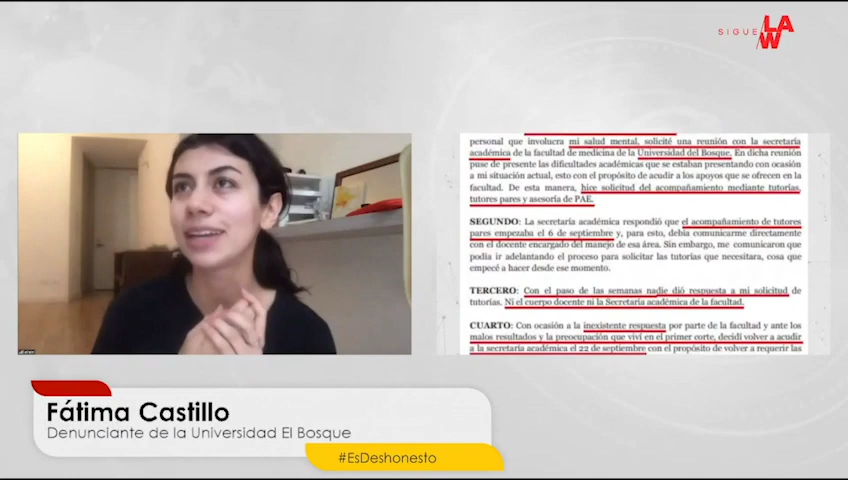 SIGUE LA W
personal que involucra mi salud mental, solicité una reunión con la secretaría
académica de la facultad de medicina de la Universidad del Bosque. En dicha reunión
puse de presente las dificultades académicas que se estaban presentando con ocasión
a mi situación actual, esto con el propósito de acudir a los apoyos que se ofrecen en la
facultad. De esta manera, hice solicitud del acompañamiento mediante tutorías,
tutores pares y asesoría de PAE.
SEGUNDO: La secretaría académica respondió que el acompañamiento de tutores
pares empezaba el 6 de septiembre y, para esto, debía comunicarme directamente
con el docente encargado del manejo de esa área. Sin embargo, me comunicaron que
podía ir adelantando el proceso para solicitar las tutorías que necesitara, cosa que
empecé a hacer desde ese momento.
TERCERO: Con el paso de las semanas nadie dió respuesta a mi solicitud de
tutorías. Ni el cuerpo docente ni la Secretaría académica de la facultad.
CUARTO: Con ocasión a la inexistente respuesta por parte de la facultad y ante los
malos resultados y la preocupación que viví en el primer corte, decidí volver a acudir
a la secretaría académica el 22 de septiembre con el propósito de volver a requerir las
Fátima Castillo
Denunciante de la Universidad El Bosque
#EsDeshonesto